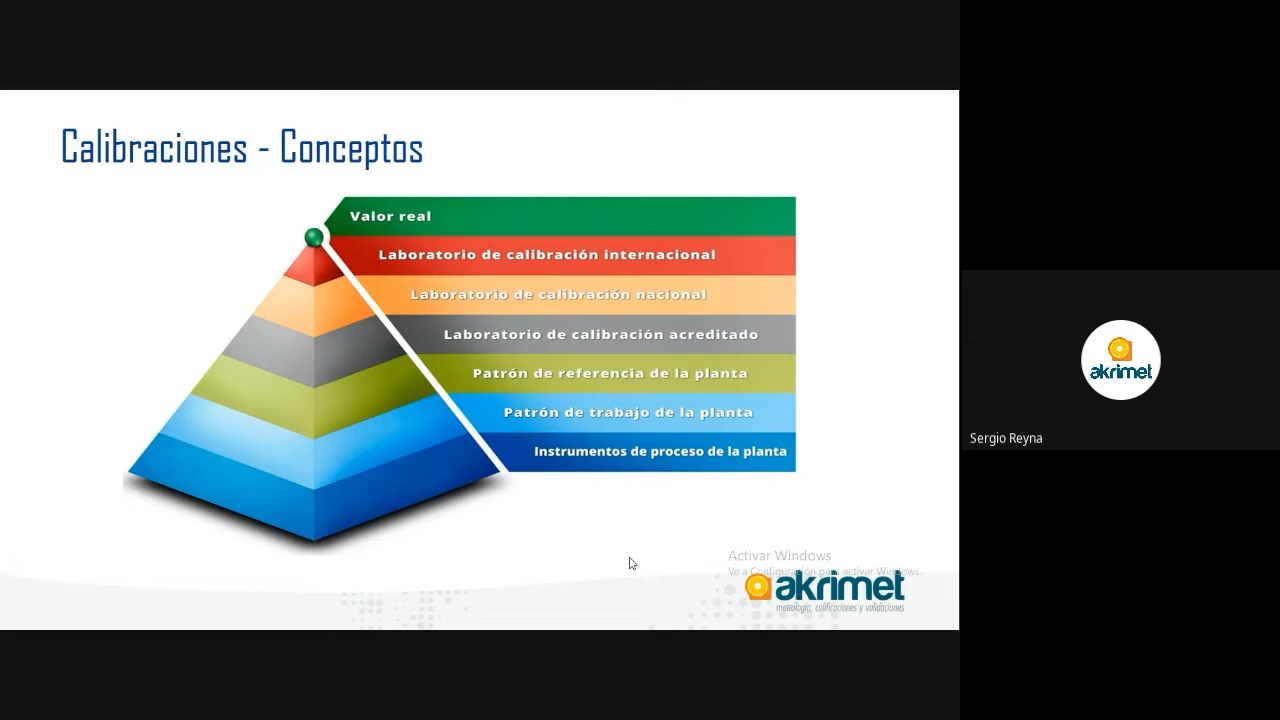 Calibraciones - Conceptos
Valor real
Laboratorio de calibración internacional
Laboratorio de calibración nacional
Laboratorio de calibración acreditado
Patrón de referencia de la planta
Patrón de trabajo de la planta
Instrumentos de proceso de la planta
Activar Windows
Ve a Configuración para activar Windows.
akrimet
metrología, calificaciones y validaciones
akrimet
Sergio Reyna